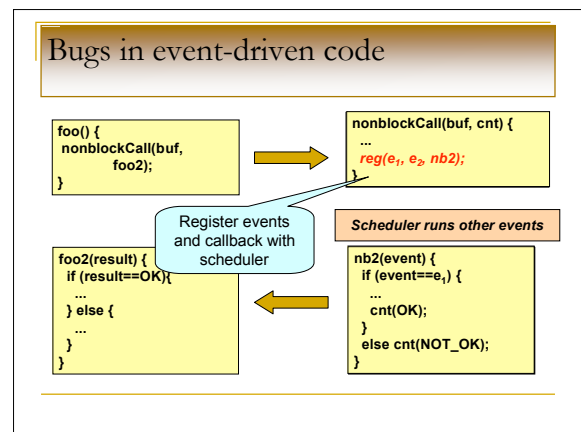 Bugs in event-driven code
foo() {
nonblockCall(buf,
foo2);
}
nonblockCall(buf, cnt) {
...
reg(e₁, e₂, nb2);
}
Register events
and callback with
scheduler
Scheduler runs other events
foo2(result) {
if (result==OK){
...
} else {
...
}
}
nb2(event) {
if (event==e₁) {
...
cnt(OK);
}
else cnt(NOT_OK);
}